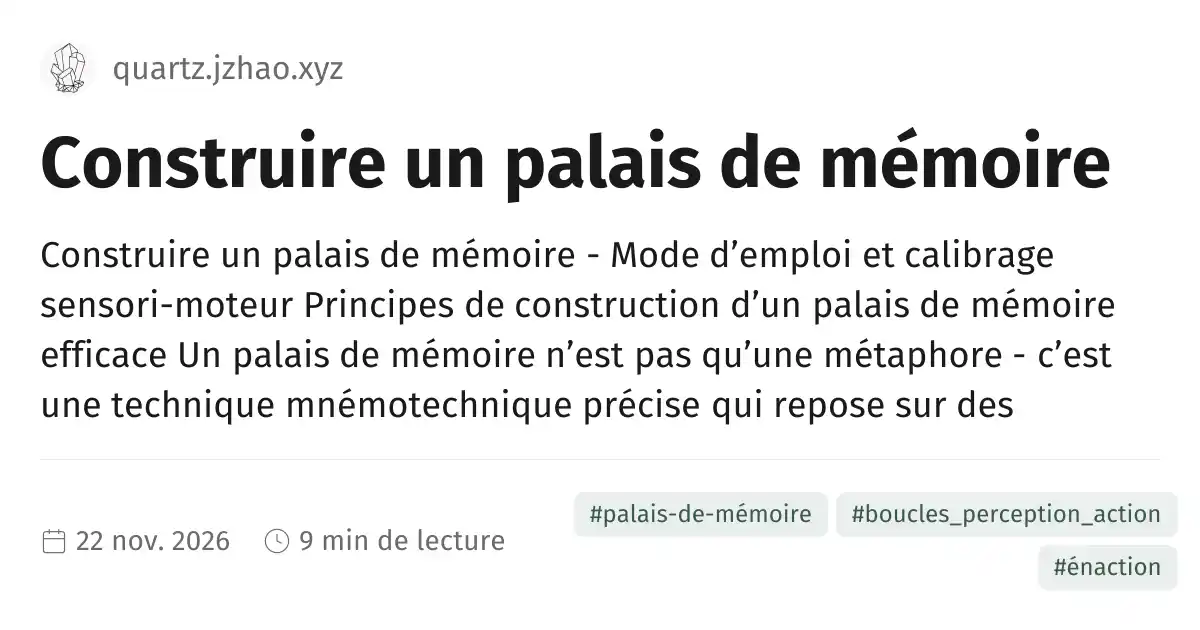 quartz.jzhao.xyz
Construire un palais de mémoire
Construire un palais de mémoire - Mode d’emploi et calibrage
sensori-moteur Principes de construction d’un palais de mémoire
efficace Un palais de mémoire n’est pas qu’une métaphore - c’est
une technique mnémotechnique précise qui repose sur des
22 nov. 2026 9 min de lecture
#palais-de-mémoire #boucles_perception_action
#énaction